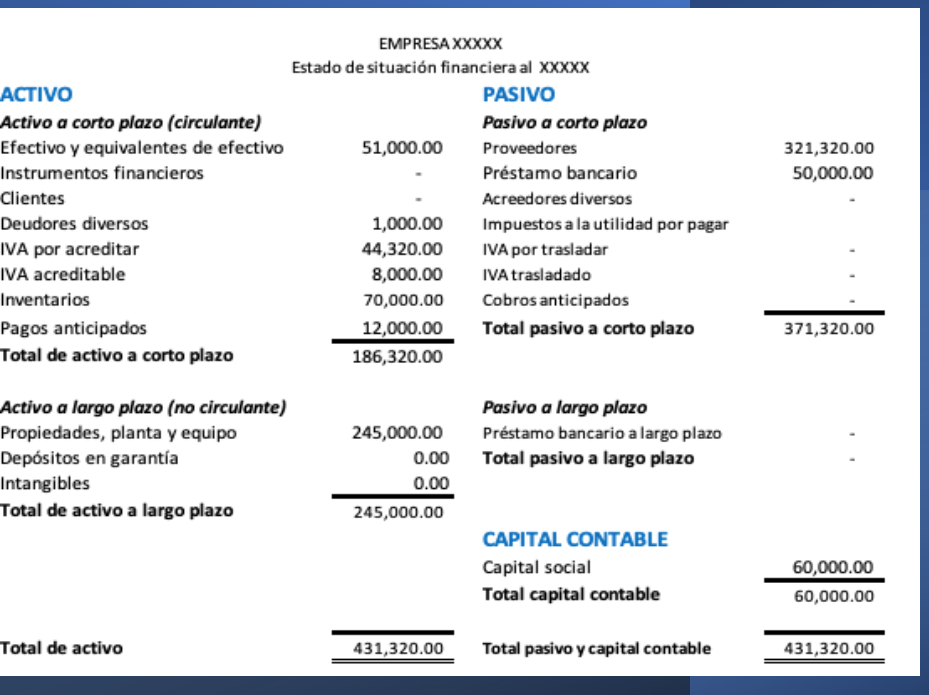 EMPRESA XXXXX
Estado de situación financiera al XXXXX
ACTIVO
Activo a corto plazo (circulante)
Efectivo y equivalentes de efectivo 51,000.00
Instrumentos financieros -
Clientes -
Deudores diversos 1,000.00
IVA por acreditar 44,320.00
IVA acreditable 8,000.00
Inventarios 70,000.00
Pagos anticipados 12,000.00
Total de activo a corto plazo 186,320.00
Activo a largo plazo (no circulante)
Propiedades, planta y equipo 245,000.00
Depósitos en garantía 0.00
Intangibles 0.00
Total de activo a largo plazo 245,000.00
Total de activo 431,320.00
PASIVO
Pasivo a corto plazo
Proveedores 321,320.00
Préstamo bancario 50,000.00
Acreedores diversos -
Impuestos a la utilidad por pagar
IVA por trasladar -
IVA trasladado -
Cobros anticipados -
Total pasivo a corto plazo 371,320.00
Pasivo a largo plazo
Préstamo bancario a largo plazo -
Total pasivo a largo plazo -
CAPITAL CONTABLE
Capital social 60,000.00
Total capital contable 60,000.00
Total pasivo y capital contable 431,320.00